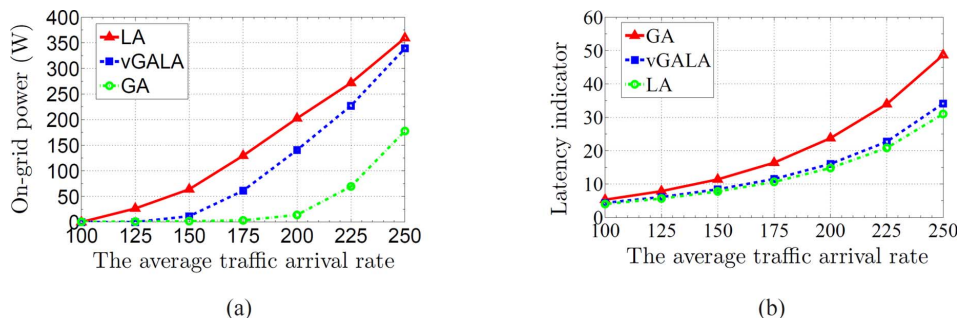 On-grid power (W)
400
350
300
250
200
150
100
50
0
LA
vGALA
GA
100 125 150 175 200 225 250
The average traffic arrival rate
(a)
Latency indicator
60
50
40
30
20
10
0
GA
vGALA
LA
100 125 150 175 200 225 250
The average traffic arrival rate
(b)